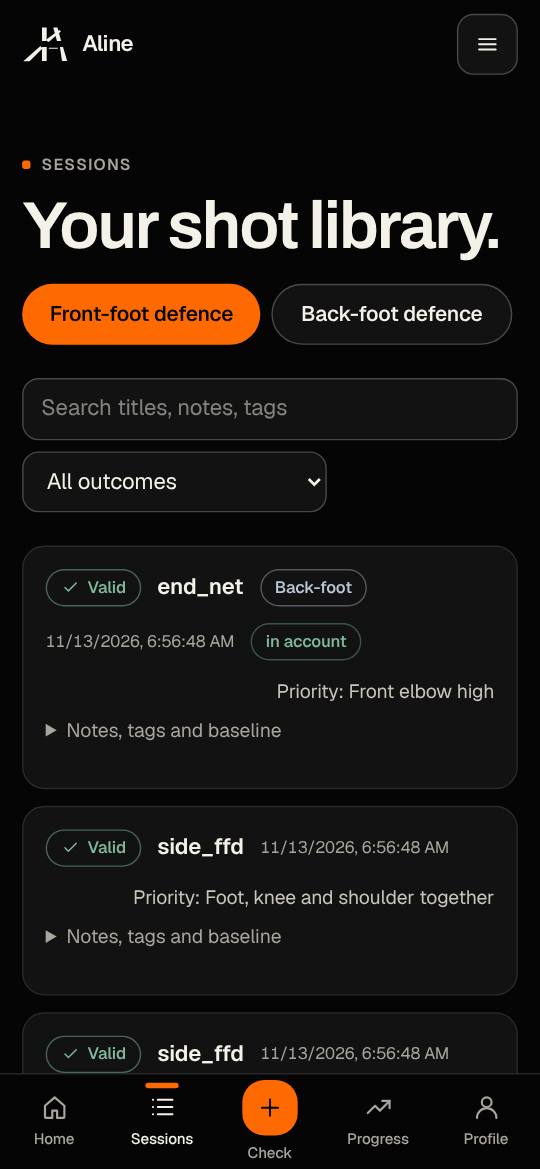 Aline
SESSIONS
Your shot library.
Front-foot defence Back-foot defence
Search titles, notes, tags
All outcomes
Valid end_net Back-foot
11/13/2026, 6:56:48 AM in account
Priority: Front elbow high
Notes, tags and baseline
Valid side_ffd 11/13/2026, 6:56:48 AM
Priority: Foot, knee and shoulder together
Notes, tags and baseline
Valid side_ffd 11/13/2026, 6:56:48 AM
Home Sessions Check Progress Profile